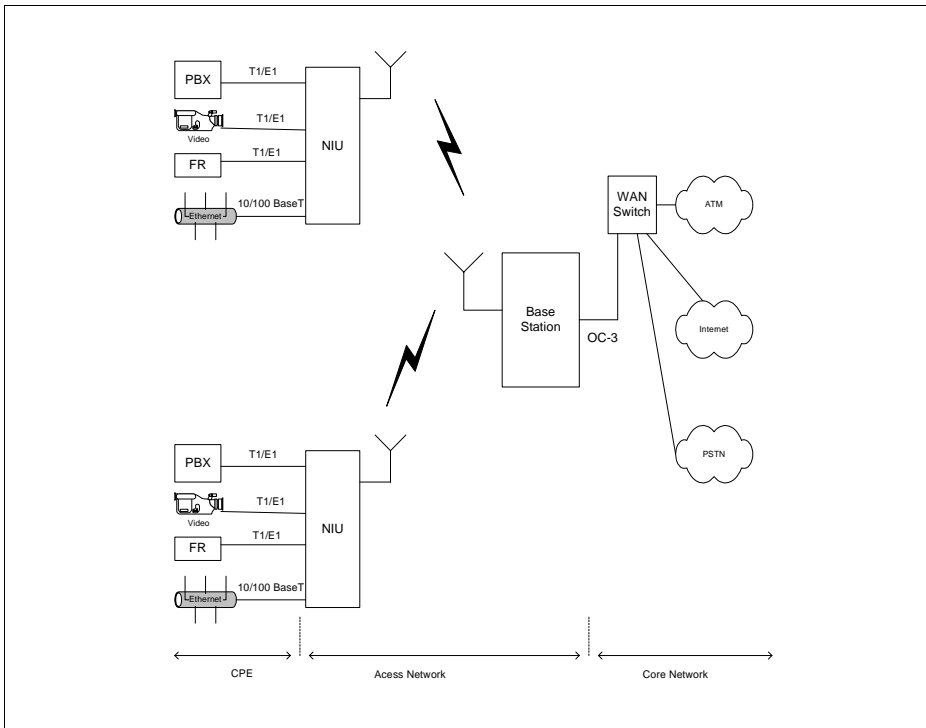 PBX
T1/E1
Video
T1/E1
NIU
FR
T1/E1
Ethernet
10/100 BaseT
WAN
Switch
ATM
Base
Station
OC-3
Internet
PSTN
PBX
T1/E1
Video
T1/E1
NIU
FR
T1/E1
Ethernet
10/100 BaseT
CPE
Acess Network
Core Network